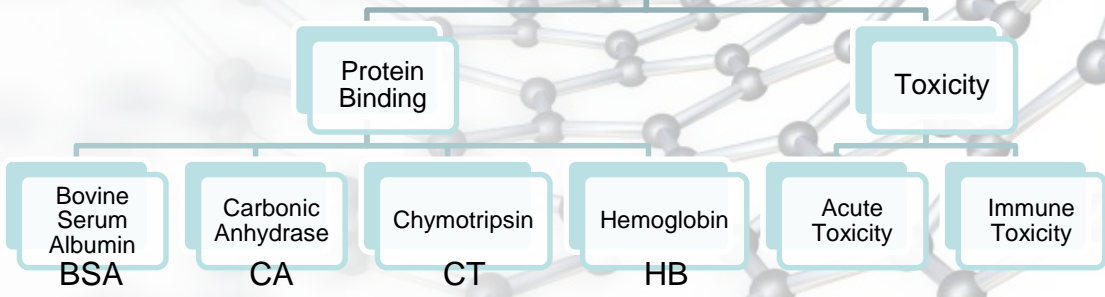 Protein
Binding
Toxicity
Bovine
Serum
Albumin
BSA
Carbonic
Anhydrase
CA
Chymotripsin
CT
Hemoglobin
HB
Acute
Toxicity
Immune
Toxicity